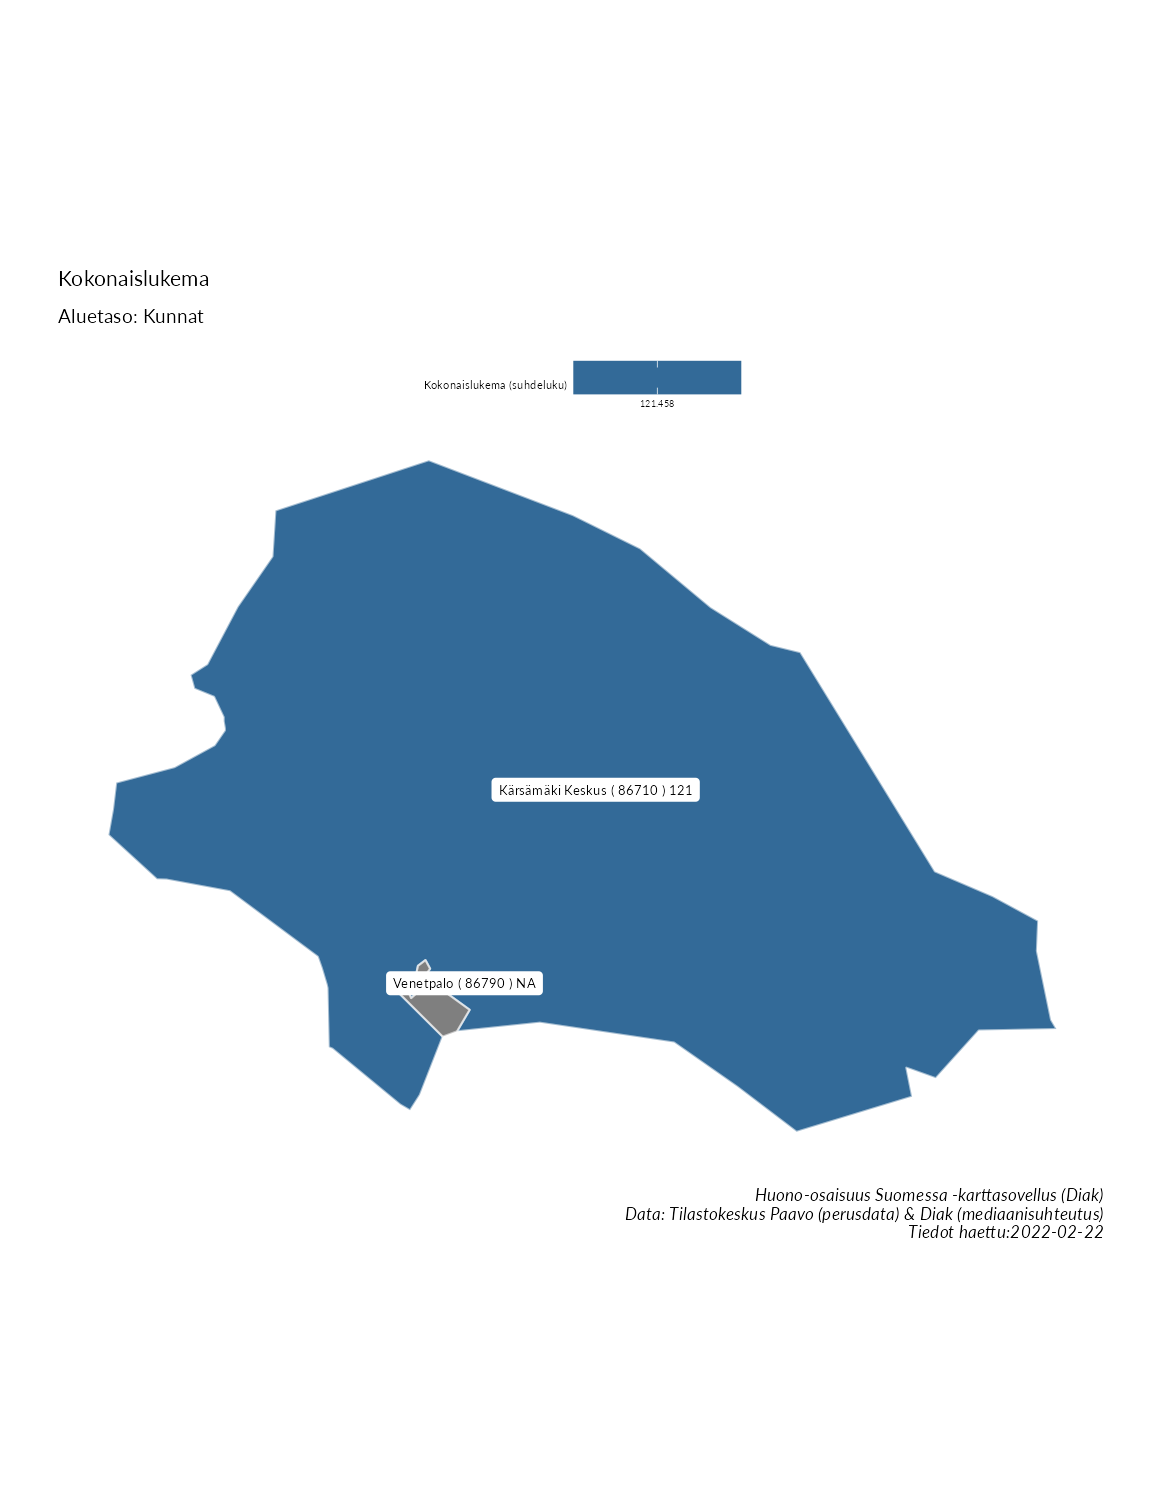 Kokonaislukema
Aluetaso: Kunnat
Kokonaislukema (suhdeluku)
121.458
Kärsämäki Keskus ( 86710 ) 121
Venetpalo ( 86790 ) NA
Huono-osaisuus Suomessa -karttasovellus (Diak)
Data: Tilastokeskus Paavo (perusdata) & Diak (mediaanisuhteutus)
Tiedot haettu:2022-02-22